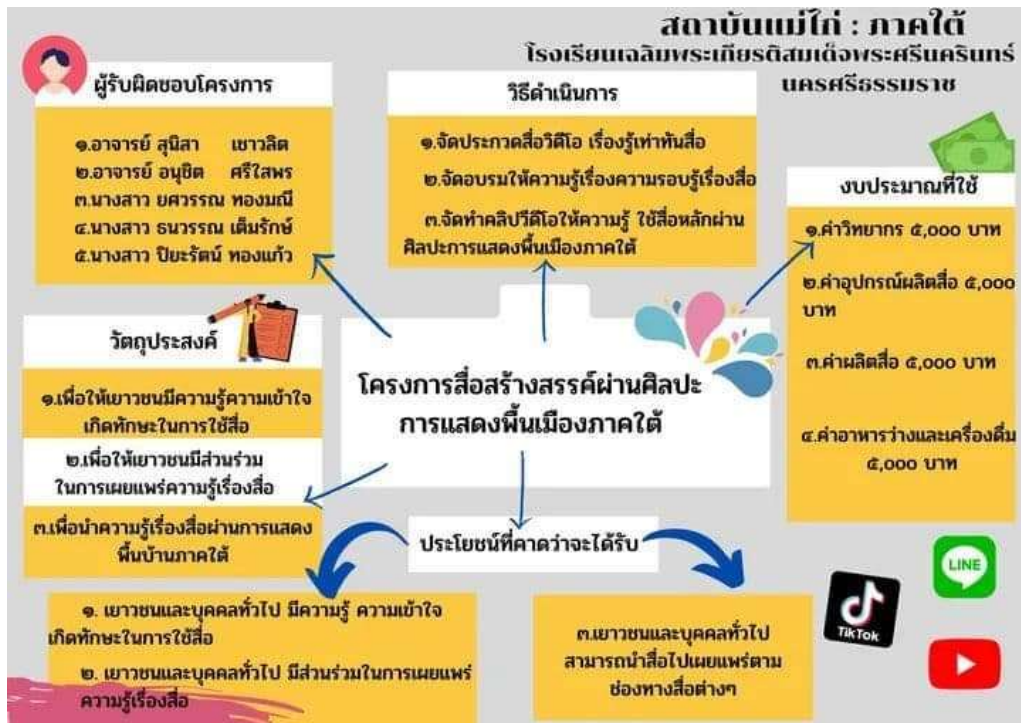 สถาบันแม่ไก่ : ภาคใต้
โรงเรียนเฉลิมพระเกียรติสมเด็จพระศรีนครินทร์
นครศรีธรรมราช
ผู้รับผิดชอบโครงการ
๑.อาจารย์ สุนิสา เชาวลิต
๒.อาจารย์ อนุชิต ศรีใสพร
๓.นางสาว ยศวรรณ ทองมณี
๔.นางสาว ธนวรรณ เต็มรักษ์
๕.นางสาว ปิยะรัตน์ ทองแก้ว
วิธีดำเนินการ
๑.จัดประกวดสื่อวิดีโอ เรื่องรู้เท่าทันสื่อ
๒.จัดอบรมให้ความรู้เรื่องความรอบรู้เรื่องสื่อ
๓.จัดทำคลิปวีดีโอให้ความรู้ ใช้สื่อหลักผ่าน
ศิลปะการแสดงพื้นเมืองภาคใต้
งบประมาณที่ใช้
๑.ค่าวิทยากร ๕,๐๐๐ บาท
๒.ค่าอุปกรณ์ผลิตสื่อ ๕,๐๐๐
บาท
๓.ค่าผลิตสื่อ ๕,๐๐๐ บาท
๔.ค่าอาหารว่างและเครื่องดื่ม
๕,๐๐๐ บาท
วัตถุประสงค์
๑.เพื่อให้เยาวชนมีความรู้ความเข้าใจ
เกิดทักษะในการใช้สื่อ
๒.เพื่อให้เยาวชนมีส่วนร่วม
ในการเผยแพร่ความรู้เรื่องสื่อ
๓.เพื่อนำความรู้เรื่องสื่อผ่านการแสดง
พื้นบ้านภาคใต้
โครงการสื่อสร้างสรรค์ผ่านศิลปะ
การแสดงพื้นเมืองภาคใต้
ประโยชน์ที่คาดว่าจะได้รับ
๑. เยาวชนและบุคคลทั่วไป มีความรู้ ความเข้าใจ
เกิดทักษะในการใช้สื่อ
๒. เยาวชนและบุคคลทั่วไป มีส่วนร่วมในการเผยแพร่
ความรู้เรื่องสื่อ
๓.เยาวชนและบุคคลทั่วไป
สามารถนำสื่อไปเผยแพร่ตาม
ช่องทางสื่อต่างๆ
TikTok
LINE